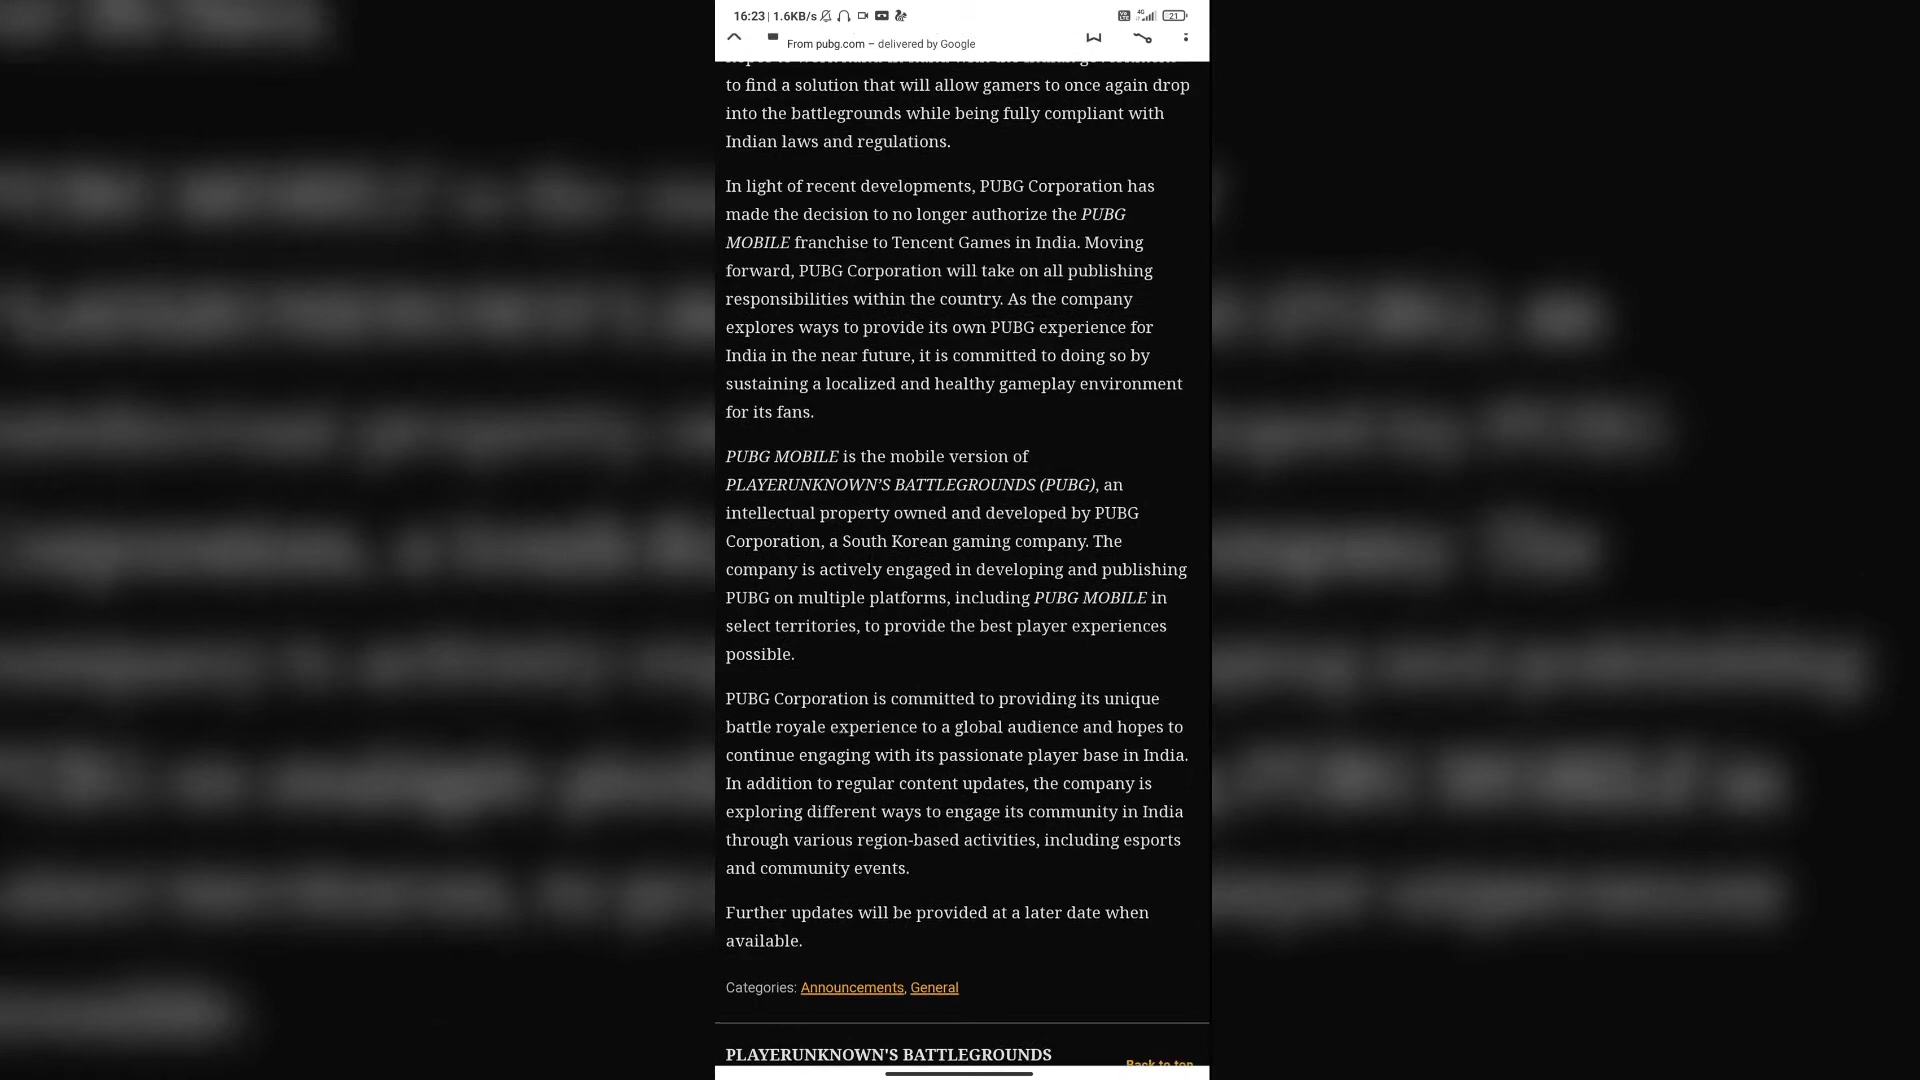 16:23 | 1.6KB/s
21
From pubg.com – delivered by Google
to find a solution that will allow gamers to once again drop
into the battlegrounds while being fully compliant with
Indian laws and regulations.
In light of recent developments, PUBG Corporation has
made the decision to no longer authorize the PUBG
MOBILE franchise to Tencent Games in India. Moving
forward, PUBG Corporation will take on all publishing
responsibilities within the country. As the company
explores ways to provide its own PUBG experience for
India in the near future, it is committed to doing so by
sustaining a localized and healthy gameplay environment
for its fans.
PUBG MOBILE is the mobile version of
PLAYERUNKNOWN’S BATTLEGROUNDS (PUBG), an
intellectual property owned and developed by PUBG
Corporation, a South Korean gaming company. The
company is actively engaged in developing and publishing
PUBG on multiple platforms, including PUBG MOBILE in
select territories, to provide the best player experiences
possible.
PUBG Corporation is committed to providing its unique
battle royale experience to a global audience and hopes to
continue engaging with its passionate player base in India.
In addition to regular content updates, the company is
exploring different ways to engage its community in India
through various region-based activities, including esports
and community events.
Further updates will be provided at a later date when
available.
Categories: Announcements, General
PLAYERUNKNOWN'S BATTLEGROUNDS
Back to top